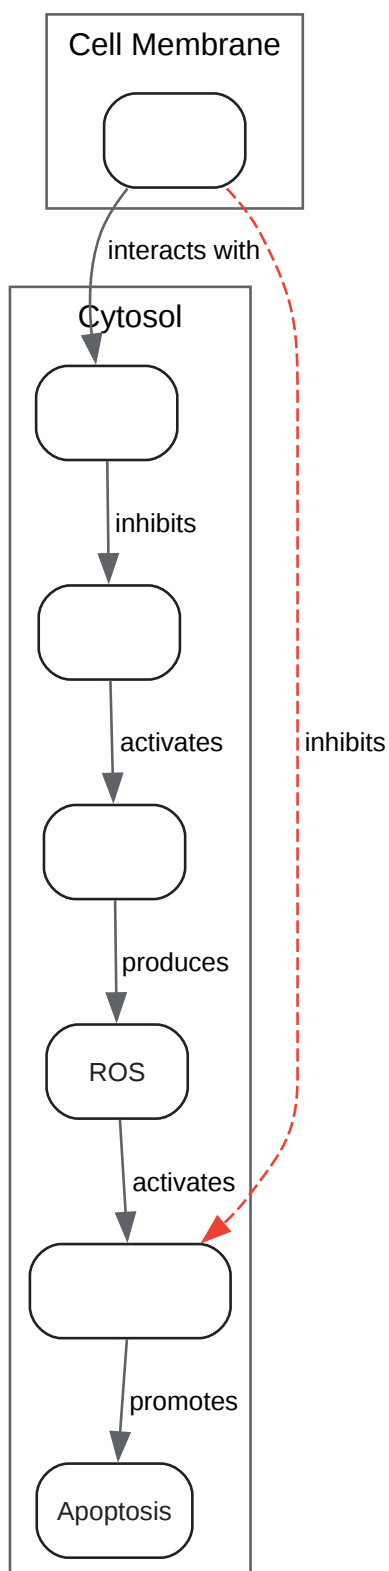 Cell Membrane
interacts with
Cytosol
inhibits
activates
inhibits
produces
ROS
activates
promotes
Apoptosis